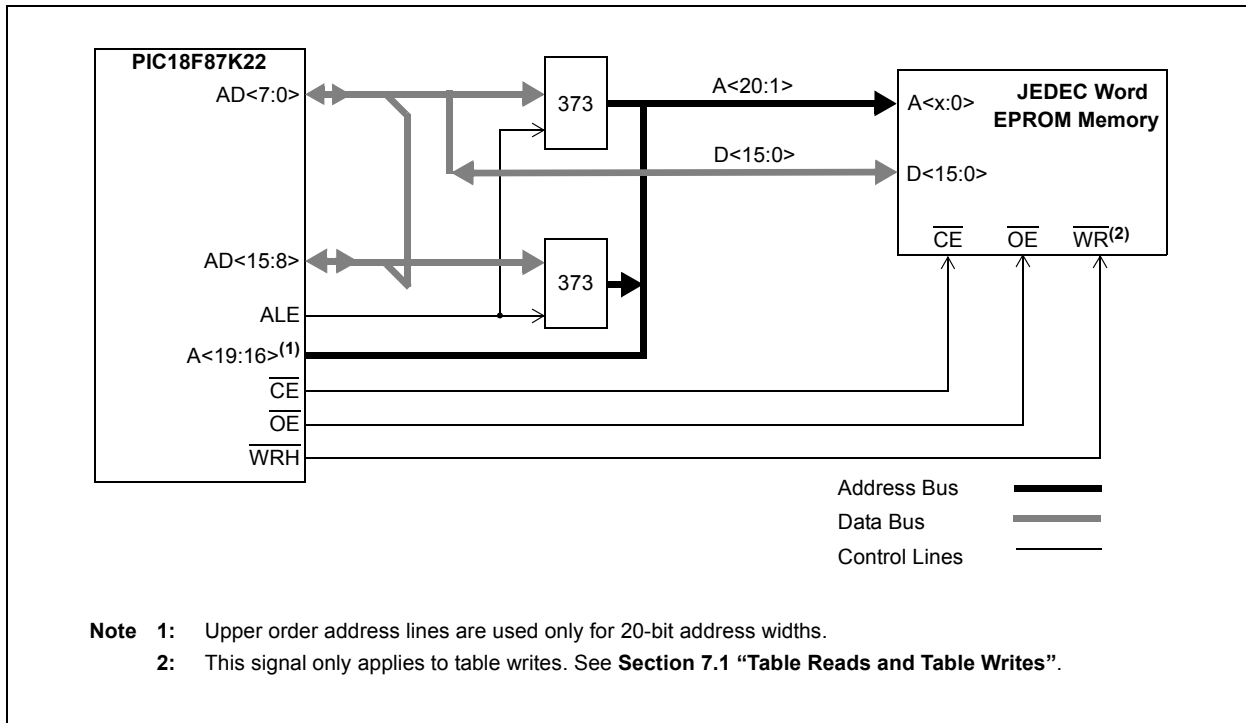 PIC18F87K22
AD<7:0>
373
A<20:1>
A<x:0>
JEDEC Word
EPROM Memory
D<15:0>
D<15:0>
CE OE WR(2)
AD<15:8>
373
ALE
A<19:16>(1)
CE
OE
WRH
Address Bus
Data Bus
Control Lines
Note 1: Upper order address lines are used only for 20-bit address widths.
2: This signal only applies to table writes. See Section 7.1 “Table Reads and Table Writes”.